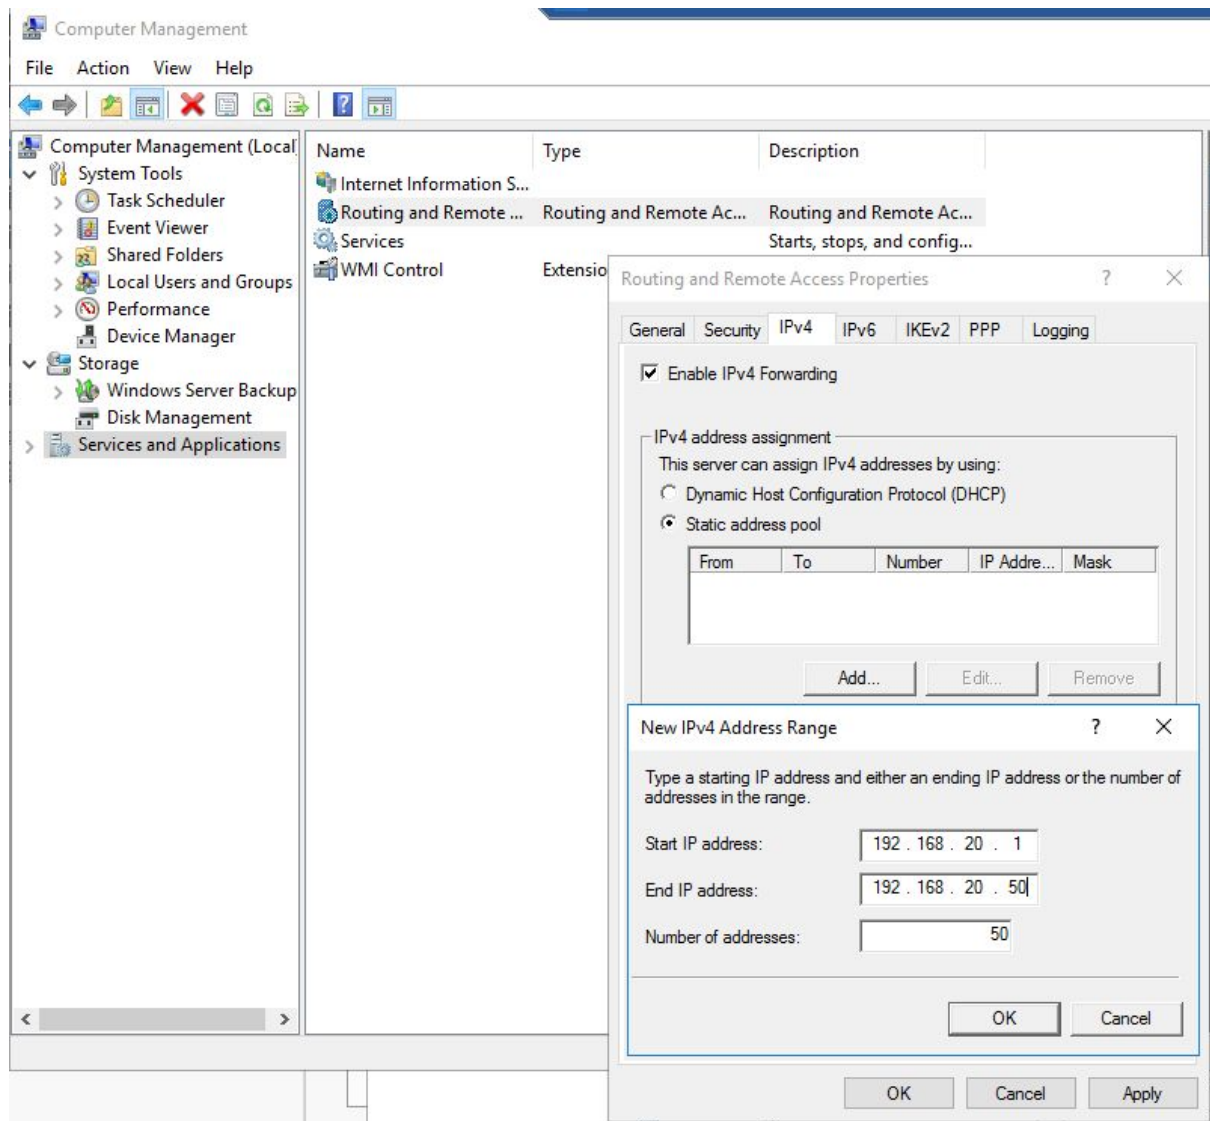 Computer Management
File Action View Help
Computer Management (Local
System Tools
Task Scheduler
Event Viewer
Shared Folders
Local Users and Groups
Performance
Device Manager
Storage
Windows Server Backup
Disk Management
Services and Applications
Name Type Description
Internet Information S...
Routing and Remote ... Routing and Remote Ac... Routing and Remote Ac...
Services Starts, stops, and config...
WMI Control Extensio
Routing and Remote Access Properties ?
General Security IPv4 IPv6 IKEv2 PPP Logging
Enable IPv4 Forwarding
IPv4 address assignment
This server can assign IPv4 addresses by using:
Dynamic Host Configuration Protocol (DHCP)
Static address pool
From To Number IP Addre... Mask
Add... Edit... Remove
New IPv4 Address Range ?
Type a starting IP address and either an ending IP address or the number of
addresses in the range.
Start IP address: 192 . 168 . 20 . 1
End IP address: 192 . 168 . 20 . 50
Number of addresses: 50
OK Cancel
OK Cancel Apply